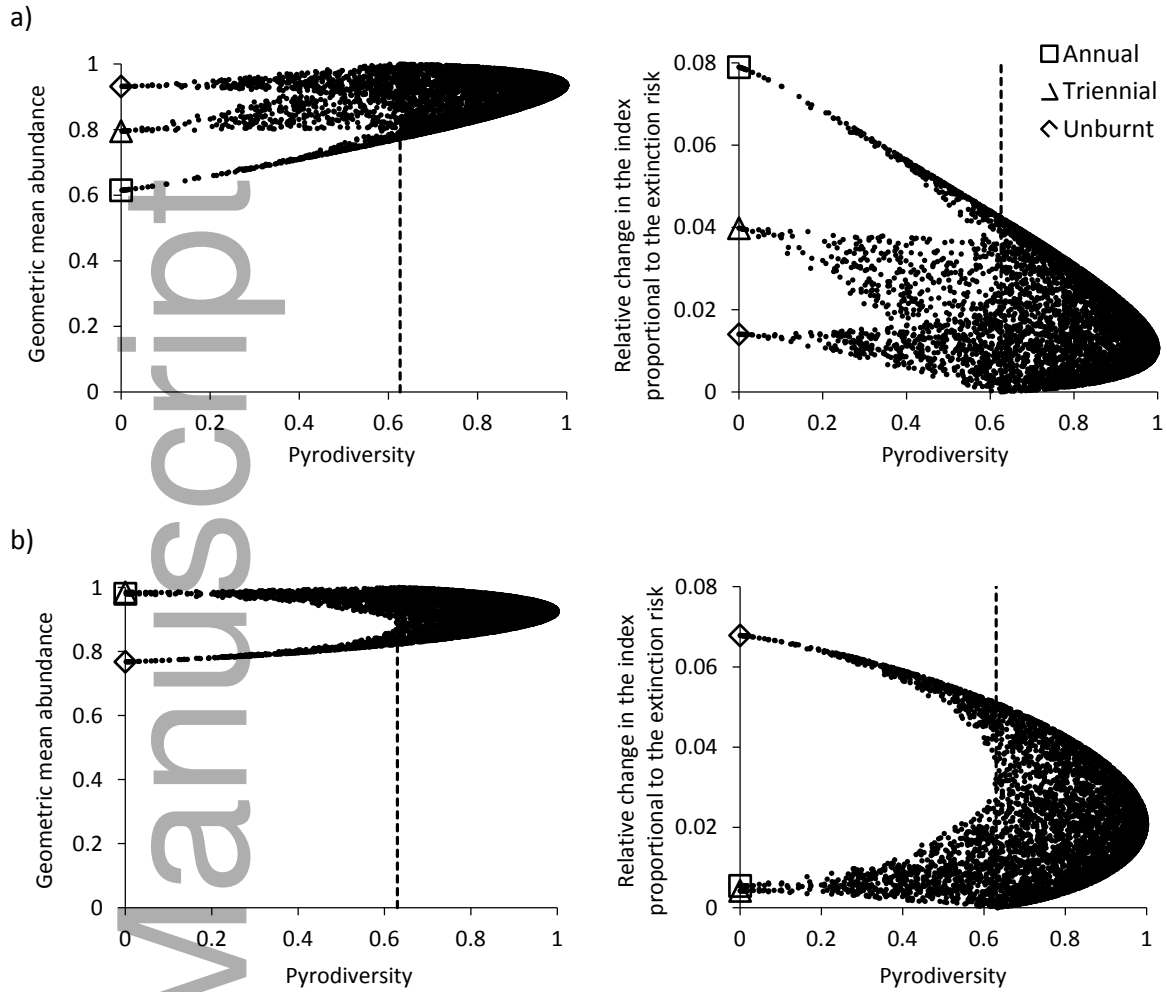 a)
Geometric mean abundance
1
0.8
0.6
0.4
0.2
0
0 0.2 0.4 0.6 0.8 1
Pyrodiversity
Relative change in the index
proportional to the extinction risk
0.08
0.06
0.04
0.02
0
0 0.2 0.4 0.6 0.8 1
Pyrodiversity
Annual
Triennial
Unburnt
b)
Geometric mean abundance
1
0.8
0.6
0.4
0.2
0
0 0.2 0.4 0.6 0.8 1
Pyrodiversity
Relative change in the index
proportional to the extinction risk
0.08
0.06
0.04
0.02
0
0 0.2 0.4 0.6 0.8 1
Pyrodiversity
Manuscript